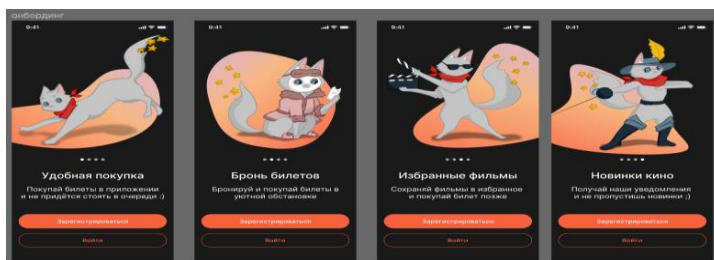 онбординг
9:41
Удобная покупка
Покупай билеты в приложении
и не придётся стоять в очереди :)
Зарегистрироваться
Войти
9:41
Бронь билетов
Бронируй и покупай билеты в
уютной обстановке
Зарегистрироваться
Войти
9:41
Избранные фильмы
Сохраняй фильмы в избранное
и покупай билет позже
Зарегистрироваться
Войти
9:41
Новинки кино
Получай наши уведомления
и не пропустишь новинки ;)
Зарегистрироваться
Войти